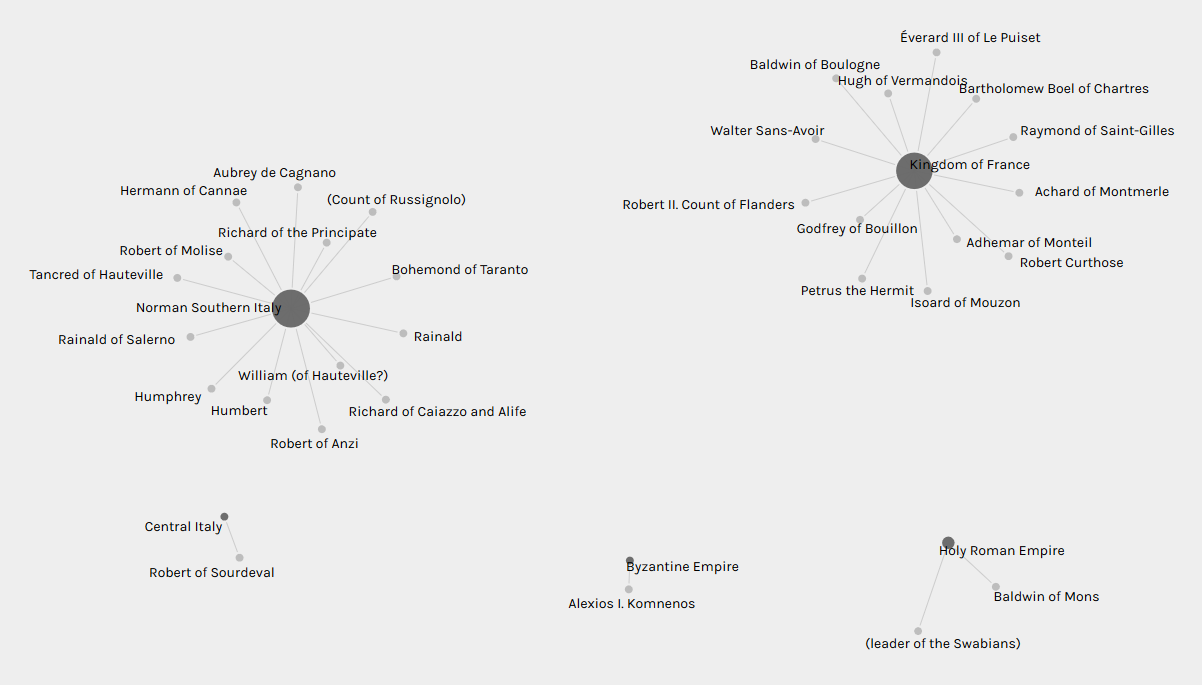 Éverard III of Le Puiset
Baldwin of Boulogne
Hugh of Vermandois
Bartholomew Boel of Chartres
Walter Sans-Avoir
Raymond of Saint-Gilles
Kingdom of France
Achard of Montmerle
Robert II. Count of Flanders
Godfrey of Bouillon
Adhemar of Monteil
Robert Curthose
Petrus the Hermit
Isoard of Mouzon
Aubrey de Cagnano
Hermann of Cannae
(Count of Russignolo)
Richard of the Principate
Robert of Molise
Bohemond of Taranto
Tancred of Hauteville
Norman Southern Italy
Rainald of Salerno
Rainald
William (of Hauteville?)
Humphrey
Humbert
Richard of Caiazzo and Alife
Robert of Anzi
Central Italy
Robert of Sourdeval
Byzantine Empire
Alexios I. Komnenos
Holy Roman Empire
Baldwin of Mons
(leader of the Swabians)